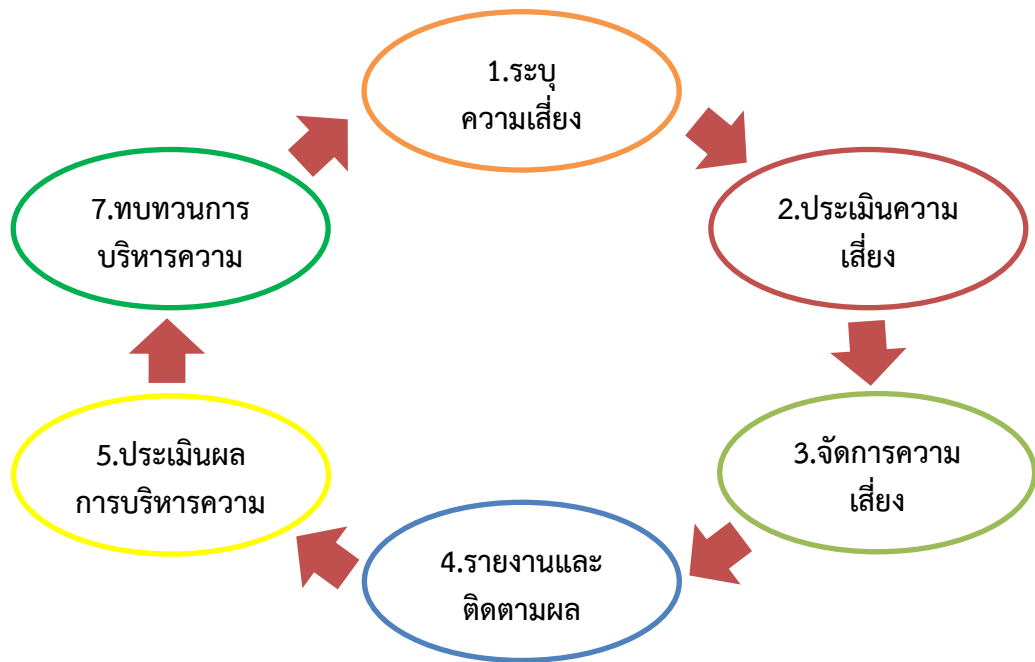 1.ระบุ
ความเสี่ยง
2.ประเมินความ
เสี่ยง
3.จัดการความ
เสี่ยง
4.รายงานและ
ติดตามผล
5.ประเมินผล
การบริหารความ
7.ทบทวนการ
บริหารความ